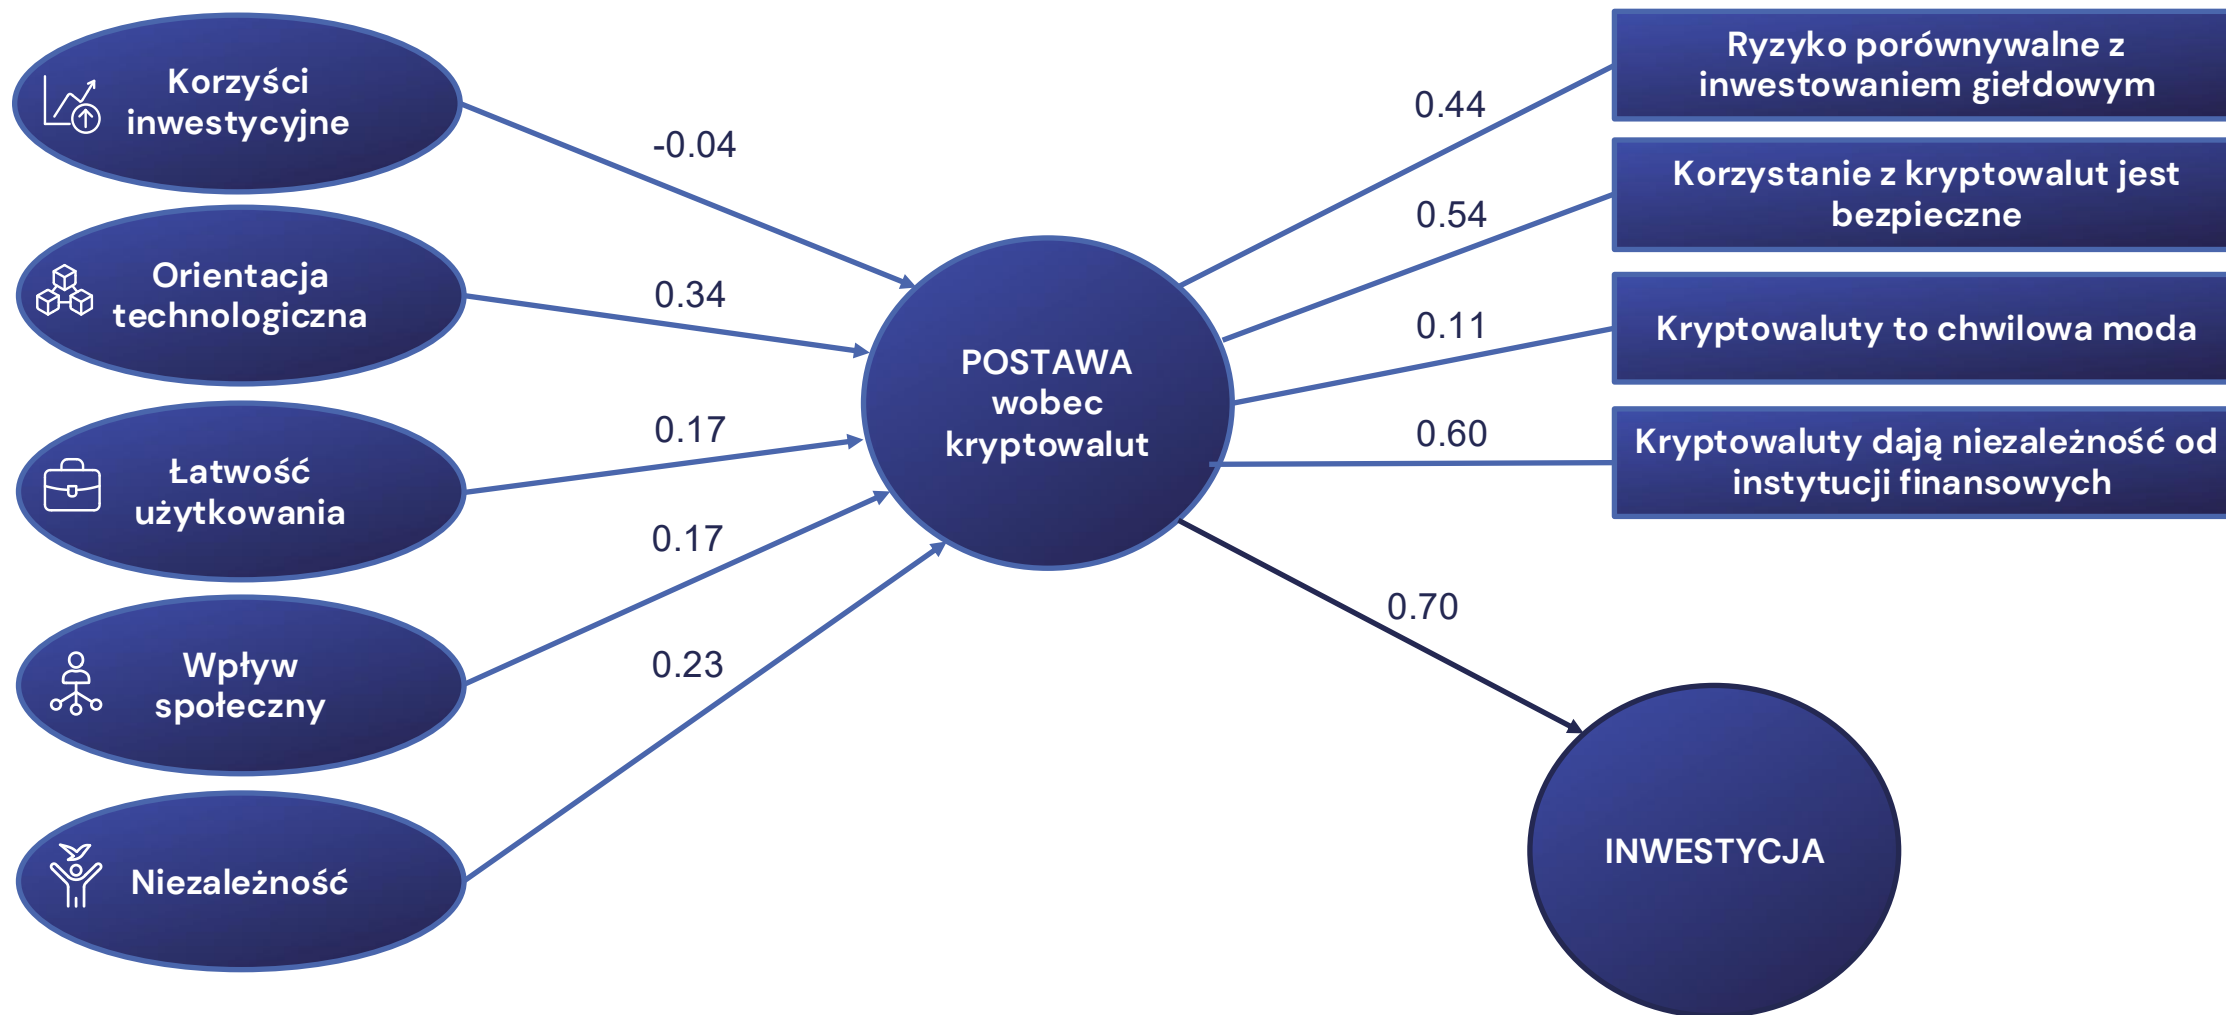 Korzyści
inwestycyjne
Orientacja
technologiczna
Łatwość
użytkowania
Wpływ
społeczny
Niezależność
-0.04
0.34
0.17
0.17
0.23
POSTAWA
wobec
kryptowalut
0.44
0.54
0.11
0.60
0.70
Ryzyko porównywalne z
inwestowaniem giełdowym
Korzystanie z kryptowalut jest
bezpieczne
Kryptowaluty to chwilowa moda
Kryptowaluty dają niezależność od
instytucji finansowych
INWESTYCJA